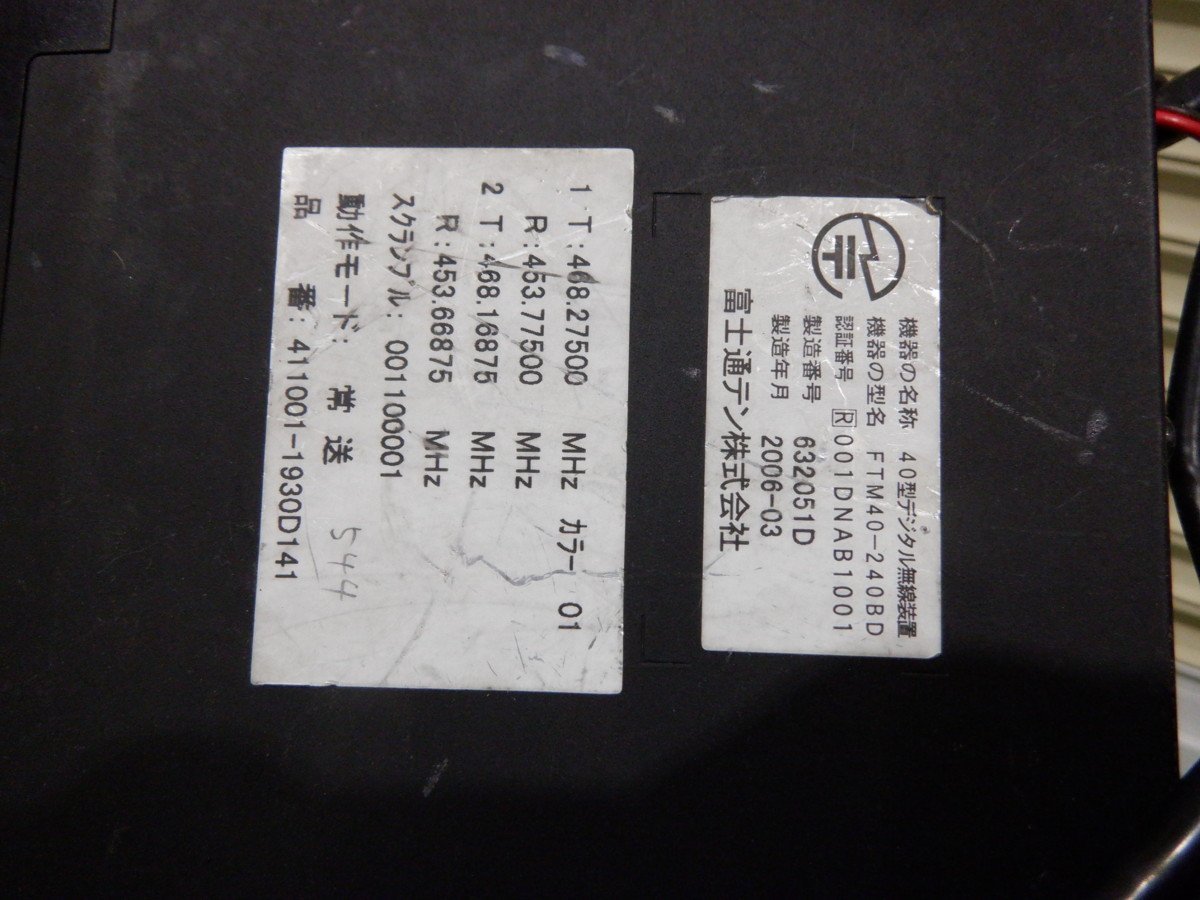 機器の名称 40型デジタル無線装置
機器の型名 FTM40-240BD
認証番号 R001DNAB1001
製造番号 632051D
製造年月 2006-03
富士通テン株式会社
1 T:468.27500 MHz カラー 01
R:453.77500 MHz
2 T:468.16875 MHz
R:453.66875 MHz
スクランブル: 001100001
動作モード: 常 送
544
品 番: 411001-1930D141